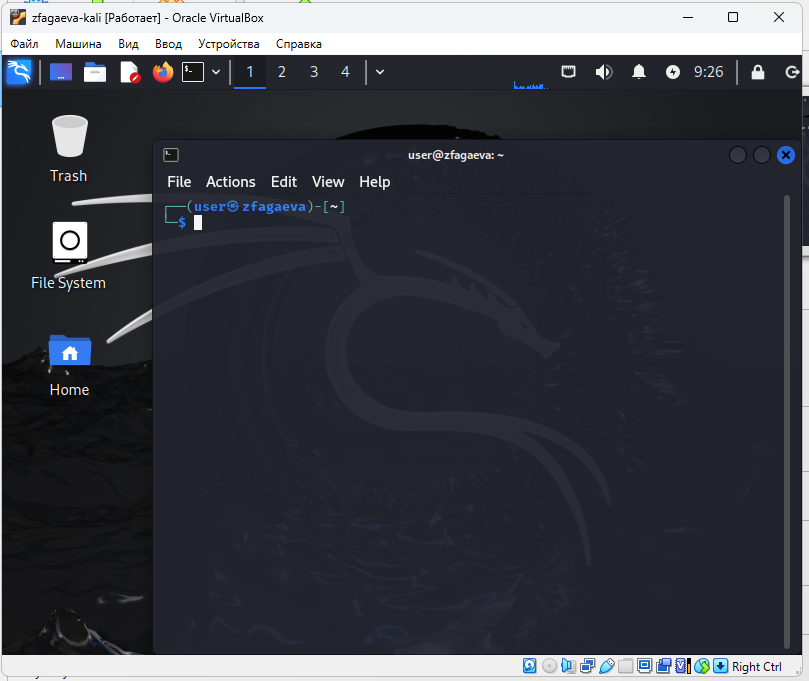 zfagaeva-kali [Работает] - Oracle VirtualBox
Файл Машина Вид Ввод Устройства Справка
1 2 3 4 9:26
Trash
File System
Home
user@zfagaeva: ~
File Actions Edit View Help
(user㉿zfagaeva)-[~]
$
Right Ctrl